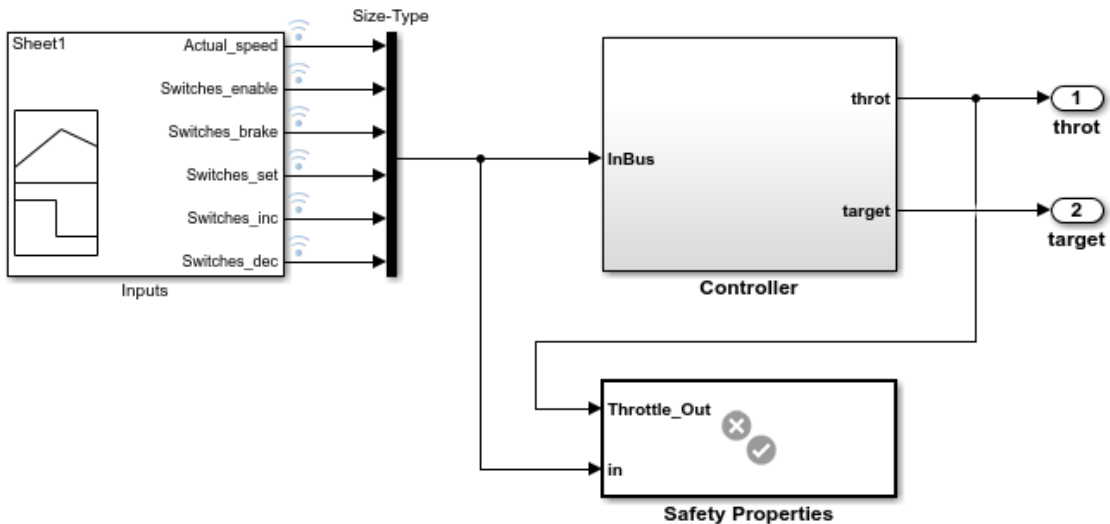 Size-Type
Sheet1
Actual_speed
Switches_enable
Switches_brake
Switches_set
Switches_inc
Switches_dec
Inputs
InBus
throt
target
Controller
1
throt
2
target
Throttle_Out
in
Safety Properties